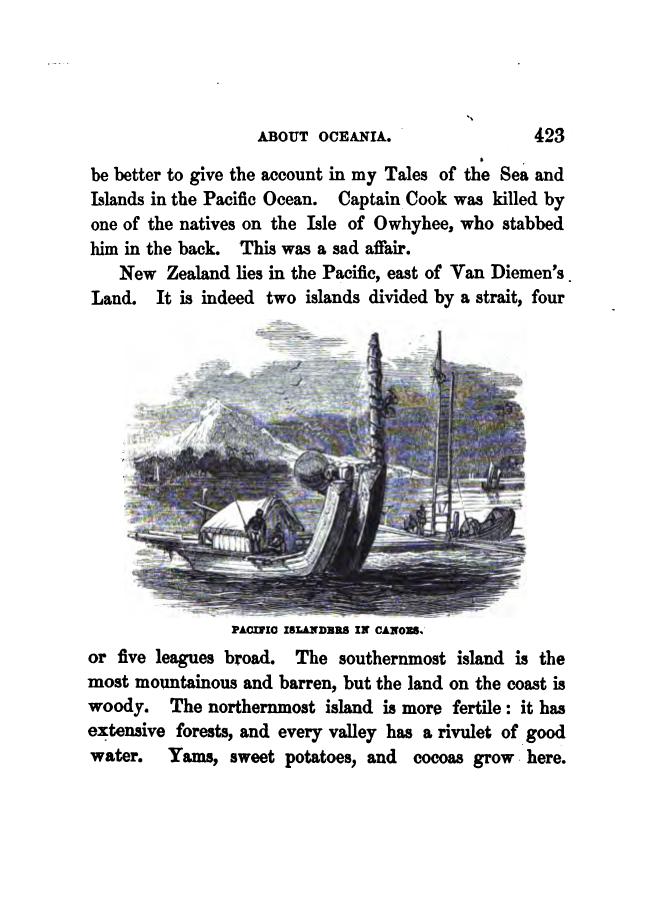 ABOUT OCEANIA. 423
be better to give the account in my Tales of the Sea and
Islands in the Pacific Ocean. Captain Cook was killed by
one of the natives on the Isle of Owhyhee, who stabbed
him in the back. This was a sad affair.
New Zealand lies in the Pacific, east of Van Diemen's
Land. It is indeed two islands divided by a strait, four
PACIFIC ISLANDERS IN CANOES.
or five leagues broad. The southernmost island is the
most mountainous and barren, but the land on the coast is
woody. The northernmost island is more fertile: it has
extensive forests, and every valley has a rivulet of good
water. Yams, sweet potatoes, and cocoas grow here.